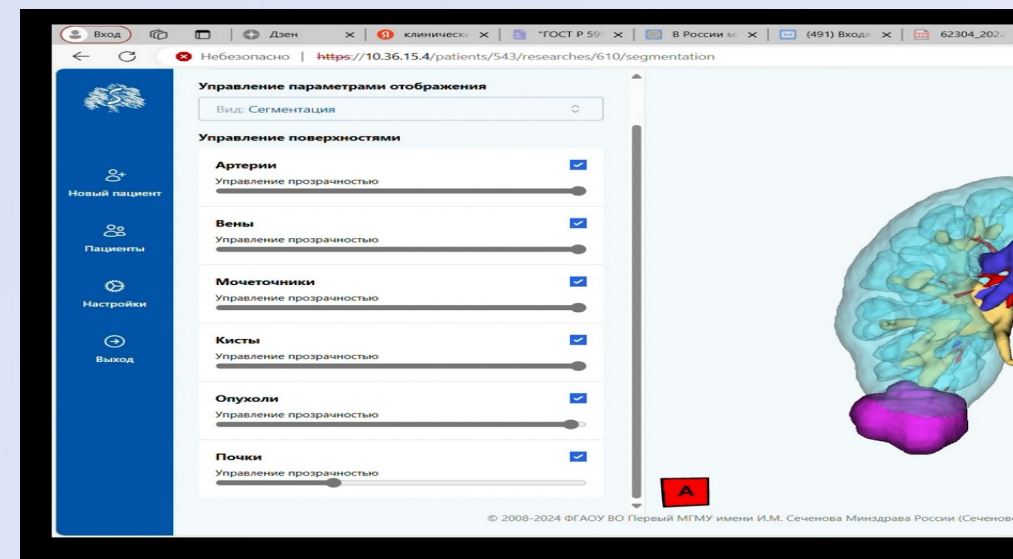 Вход
Дзен
клиническ
"ГОСТ Р 59
В России м
(491) Входя
62304_2022
Небезопасно | https://10.36.15.4/patients/543/researches/610/segmentation
Управление параметрами отображения
Вид: Сегментация
Управление поверхностями
Артерии
Управление прозрачностью
Вены
Управление прозрачностью
Мочеточники
Управление прозрачностью
Кисты
Управление прозрачностью
Опухоли
Управление прозрачностью
Почки
Управление прозрачностью
Новый пациент
Пациенты
Настройки
Выход
A
© 2008-2024 ФГАОУ ВО Первый МГМУ имени И.М. Сеченова Минздрава России (Сеченов